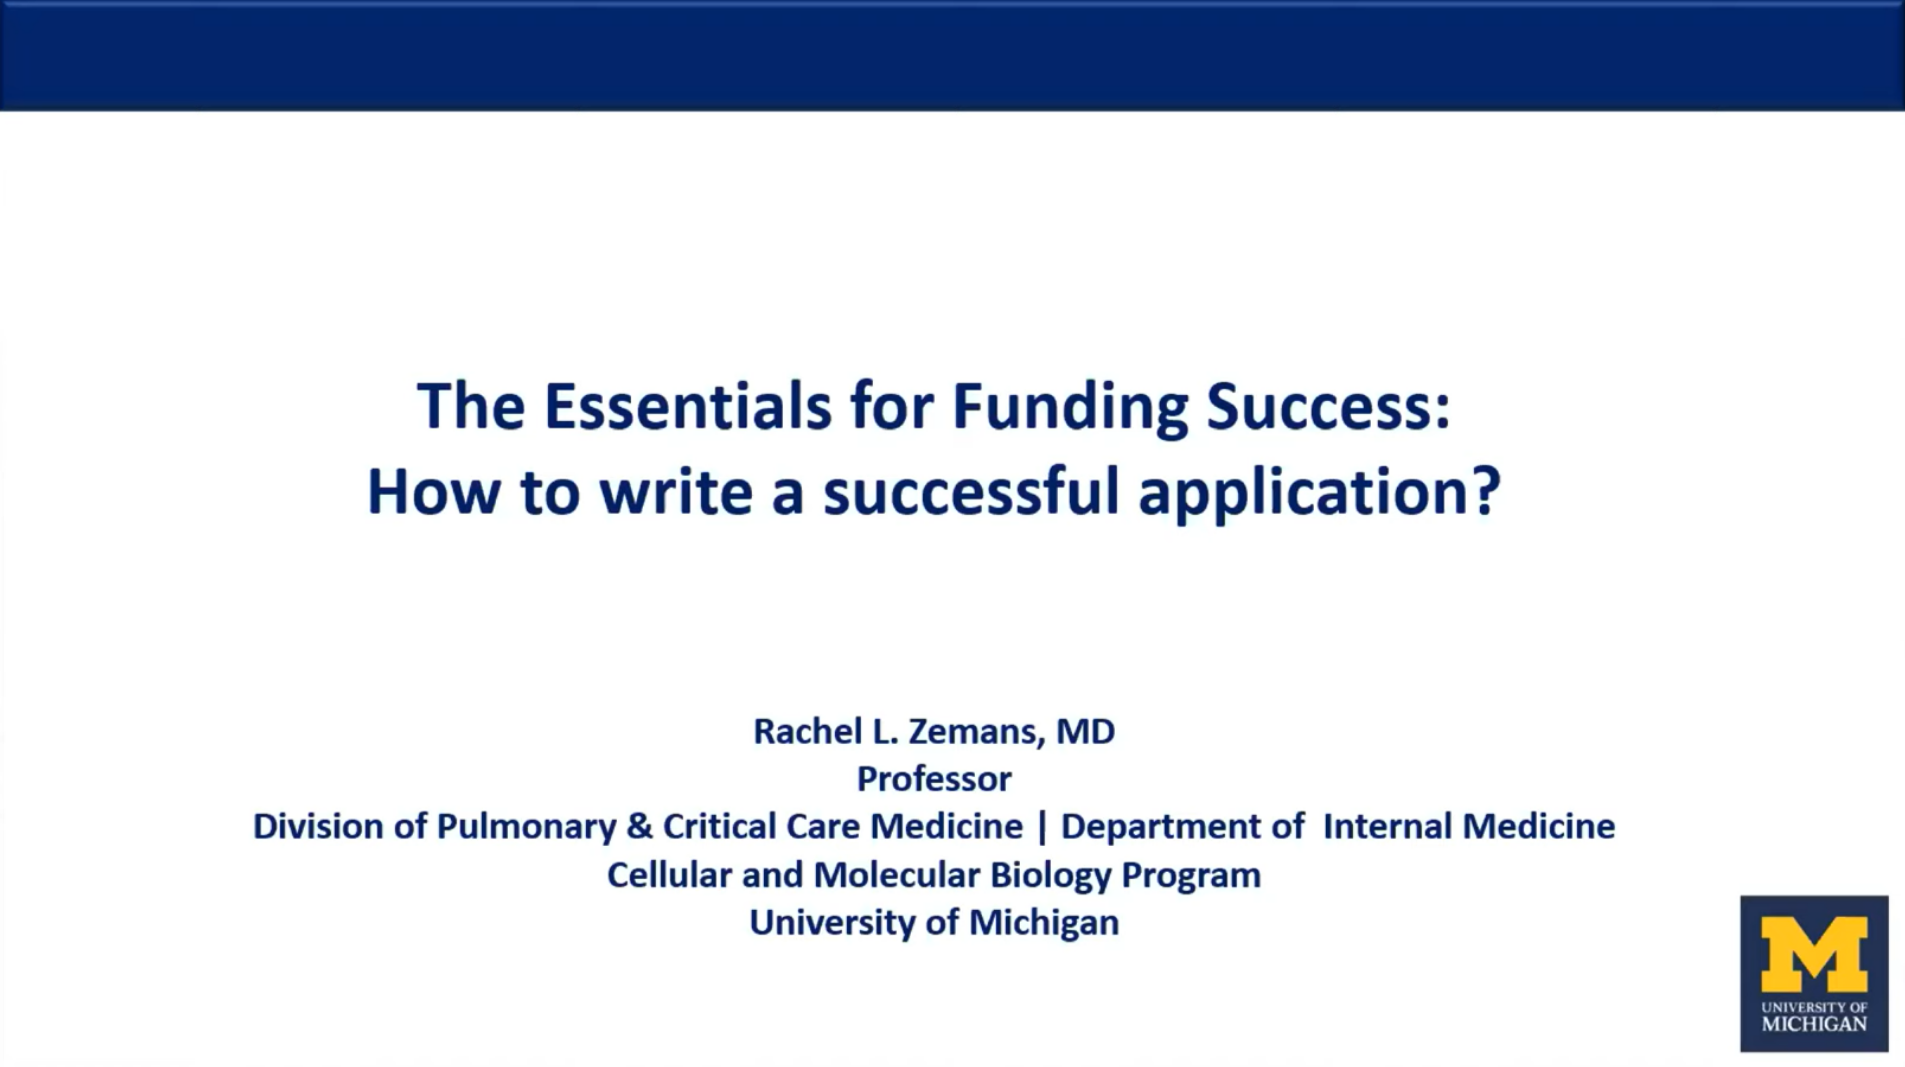 The Essentials for Funding Success:
How to write a successful application?
Rachel L. Zemans, MD
Professor
Division of Pulmonary & Critical Care Medicine | Department of  Internal Medicine
Cellular and Molecular Biology Program
University of Michigan
M
UNIVERSITY OF
MICHIGAN